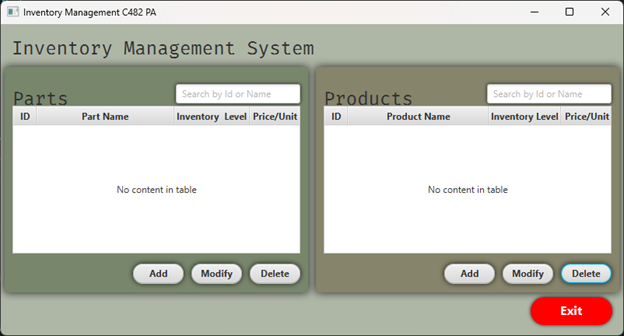 Inventory Management C482 PA
Inventory Management System
Parts
Search by Id or Name
ID Part Name Inventory Level Price/Unit
No content in table
Add Modify Delete
Products
Search by Id or Name
ID Product Name Inventory Level Price/Unit
No content in table
Add Modify Delete
Exit